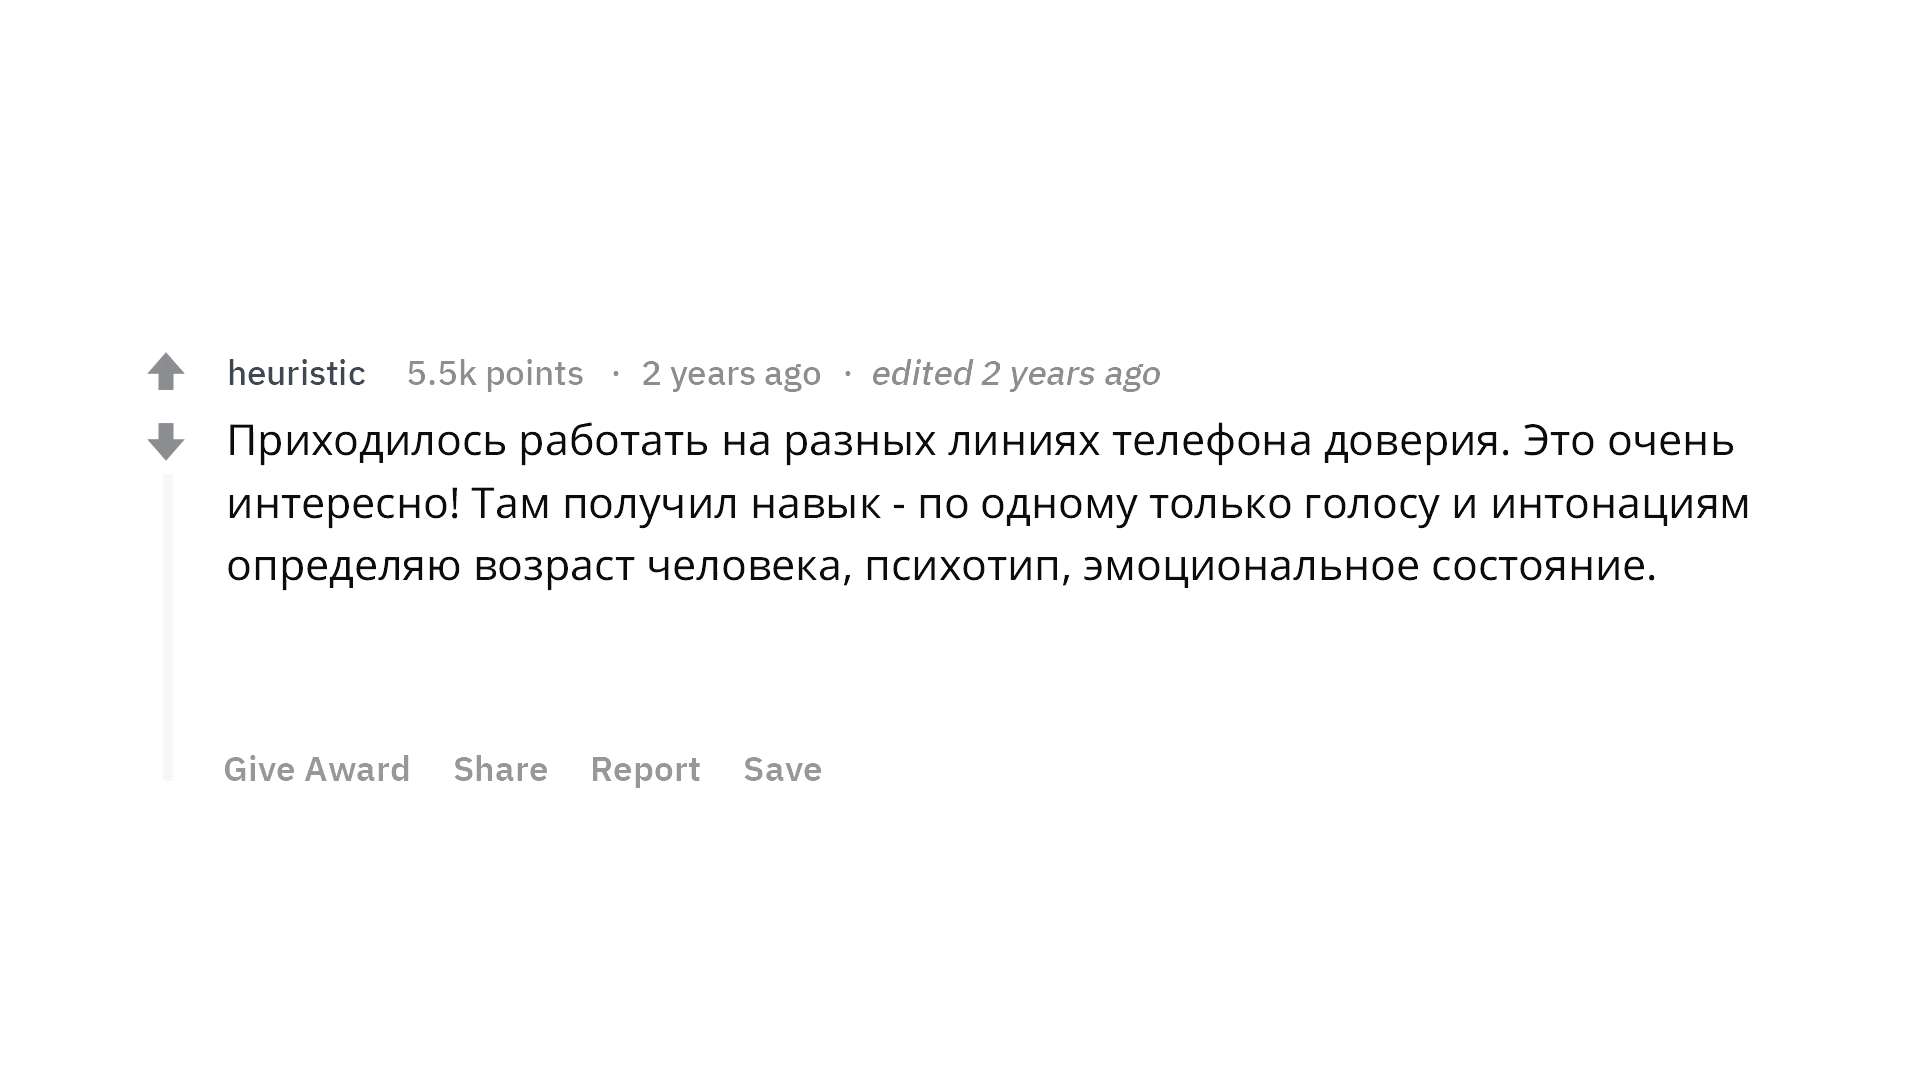 heuristic 5.5k points · 2 years ago · edited 2 years ago
Приходилось работать на разных линиях телефона доверия. Это очень
интересно! Там получил навык - по одному только голосу и интонациям
определяю возраст человека, психотип, эмоциональное состояние.
Give Award Share Report Save